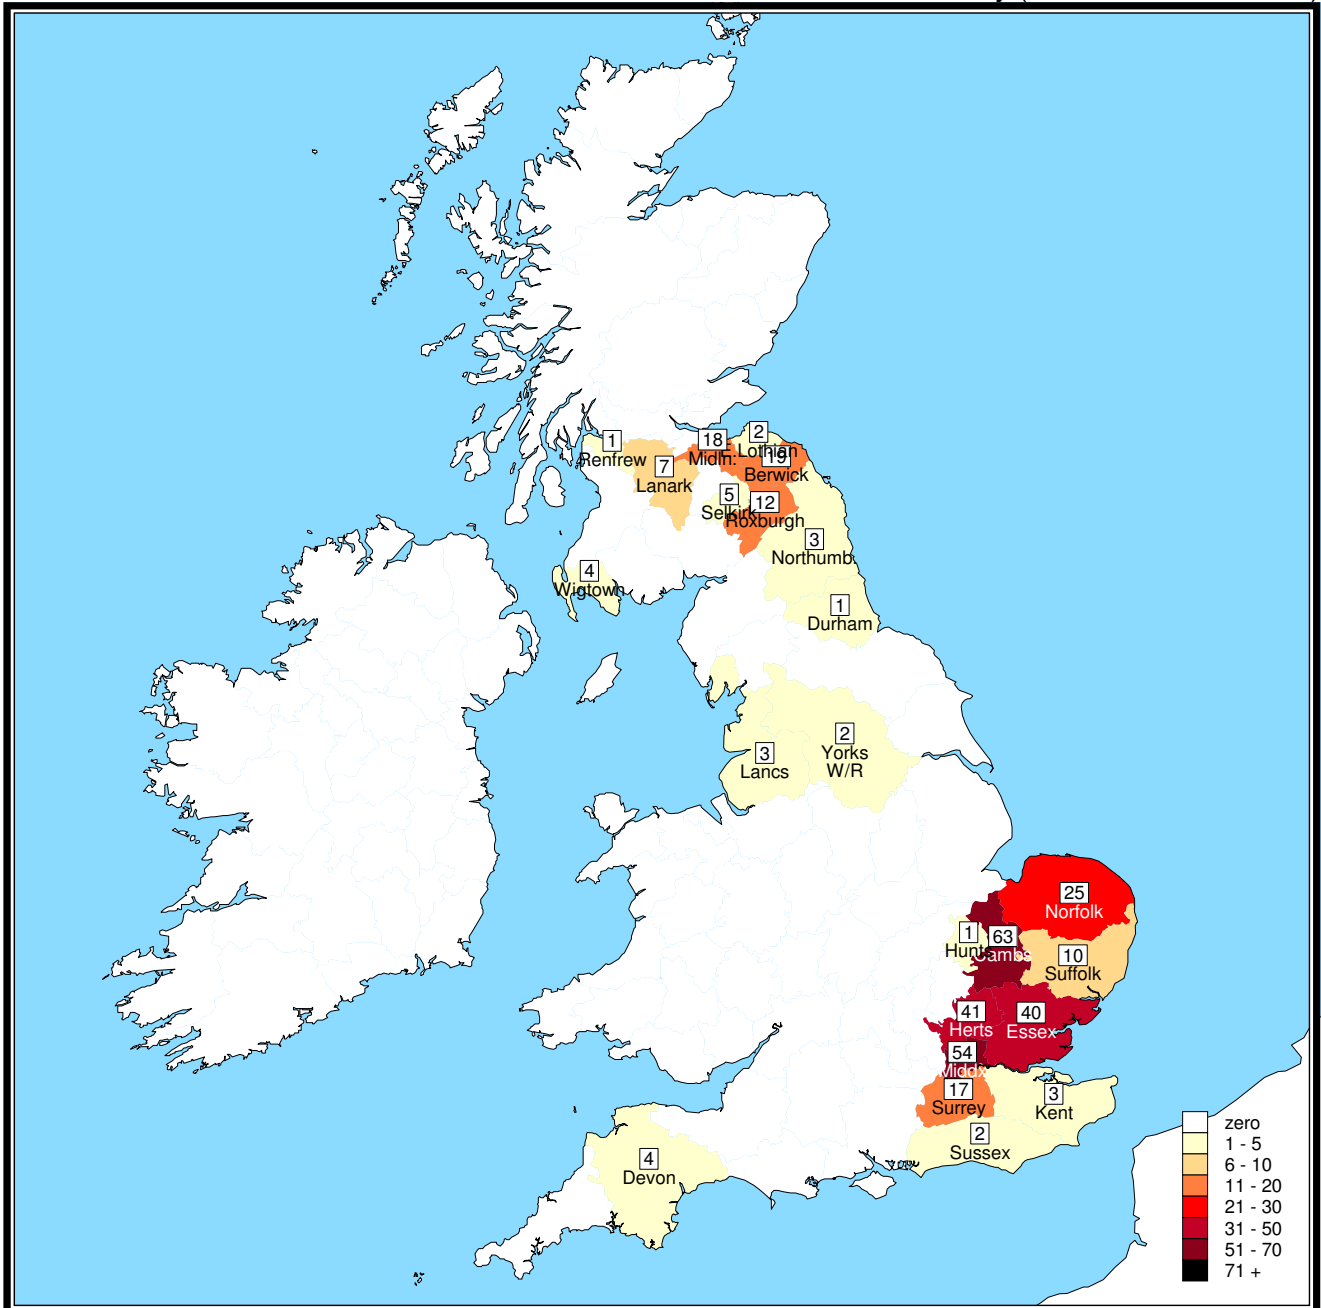 1
Renfrew
18
Midln.
2
E Lothian
19
Berwick
7
Lanark
5
Selkirk
12
Roxburgh
3
Northumb.
4
Wigtown
1
Durham
3
Lancs
2
Yorks
W/R
25
Norfolk
1
Hunts
63
Cambs
10
Suffolk
41
Herts
40
Essex
54
Middx
17
Surrey
3
Kent
2
Sussex
4
Devon
zero
1 - 5
6 - 10
11 - 20
21 - 30
31 - 50
51 - 70
71 +